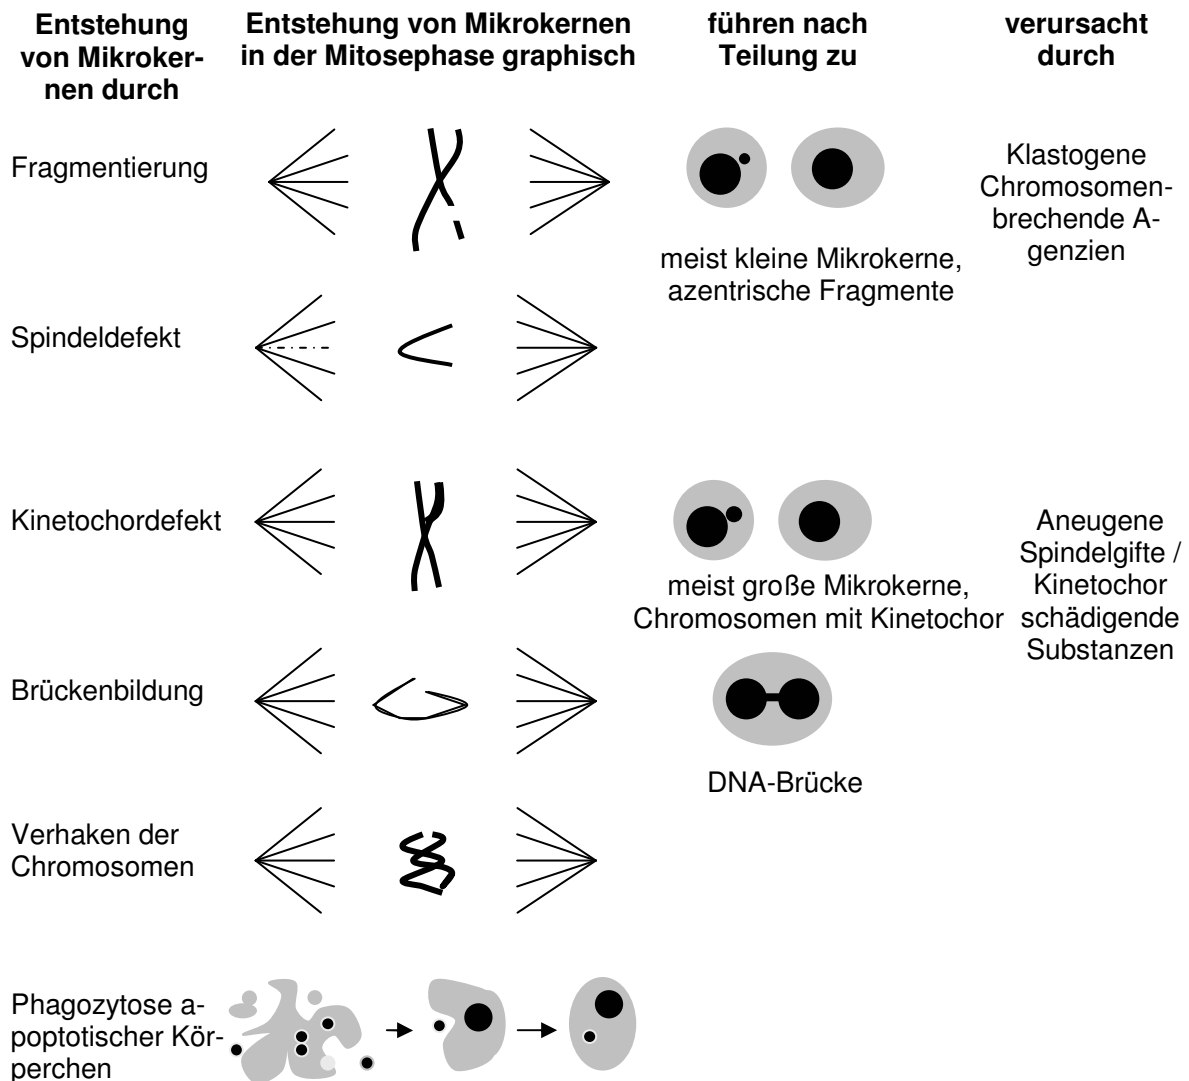 Entstehung
von Mikroker-
nen durch
Entstehung von Mikrokernen
in der Mitosephase graphisch
führen nach
Teilung zu
verursacht
durch
Fragmentierung
meist kleine Mikrokerne,
azentrische Fragmente
Klastogene
Chromosomen-
brechende A-
genzien
Spindeldefekt
Kinetochordefekt
meist große Mikrokerne,
Chromosomen mit Kinetochor
Aneugene
Spindelgifte /
Kinetochor
schädigende
Substanzen
Brückenbildung
DNA-Brücke
Verhaken der
Chromosomen
Phagozytose a-
poptotischer Kör-
perchen